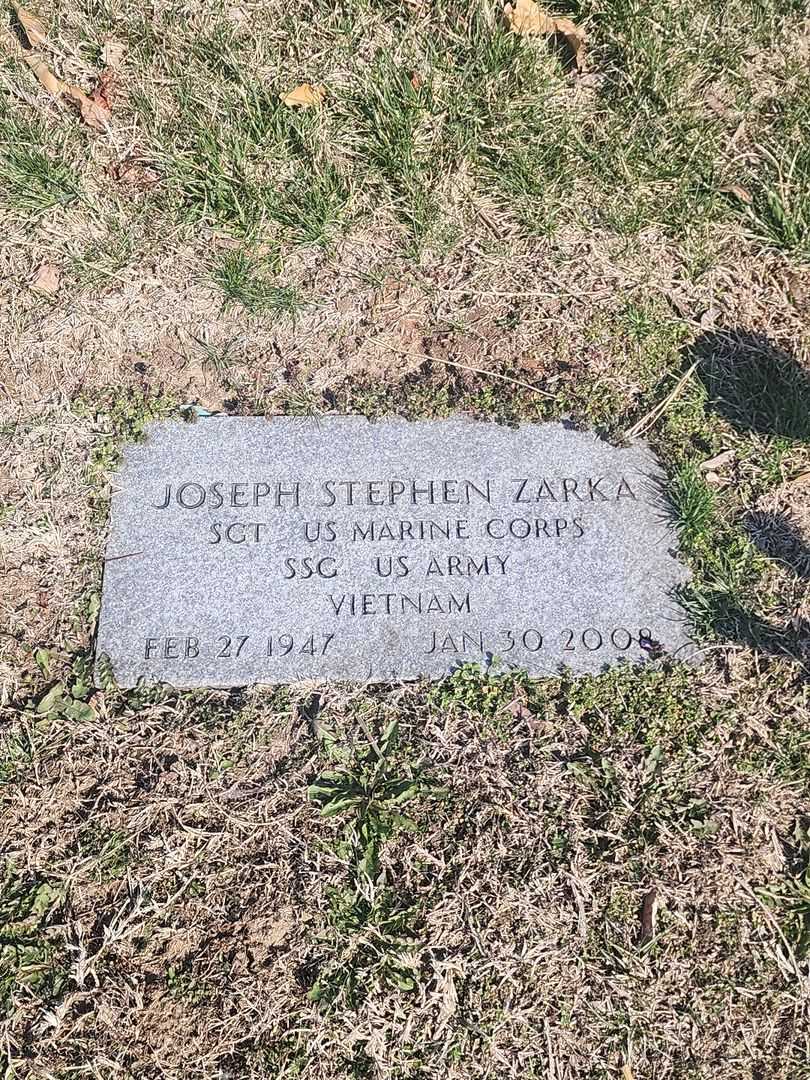 JOSEPH STEPHEN ZARKA
SGT US MARINE CORPS
SSG US ARMY
VIETNAM
FEB 27 1947 JAN 30 2008